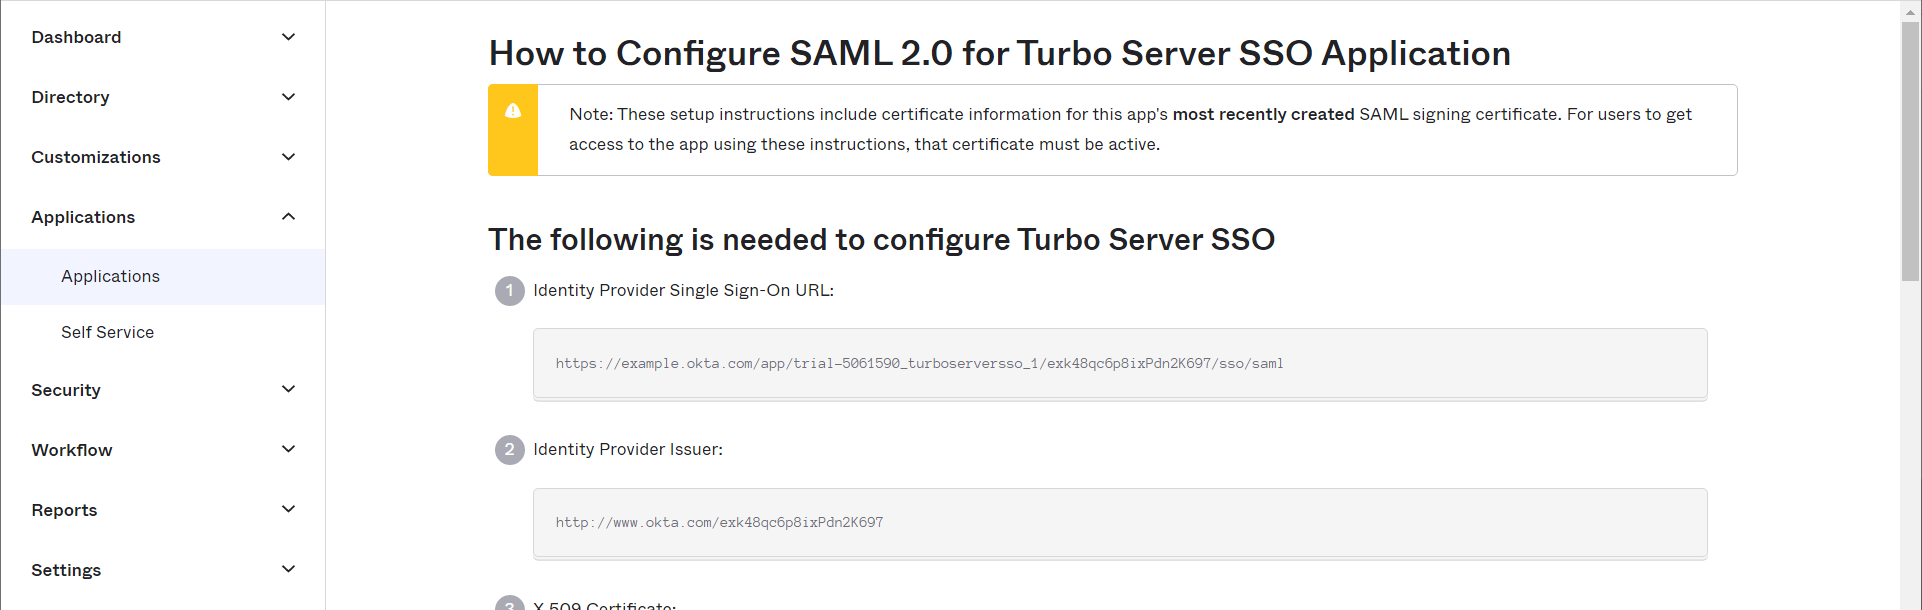 Dashboard
Directory
Customizations
Applications
Applications
Self Service
Security
Workflow
Reports
Settings
How to Configure SAML 2.0 for Turbo Server SSO Application
Note: These setup instructions include certificate information for this app's most recently created SAML signing certificate. For users to get
access to the app using these instructions, that certificate must be active.
The following is needed to configure Turbo Server SSO
1 Identity Provider Single Sign-On URL:
https://example.okta.com/app/trial-5061590_turboserversso_1/exk48qc6p8ixPdn2K697/sso/saml
2 Identity Provider Issuer:
http://www.okta.com/exk48qc6p8ixPdn2K697
3 X.509 Certificate: